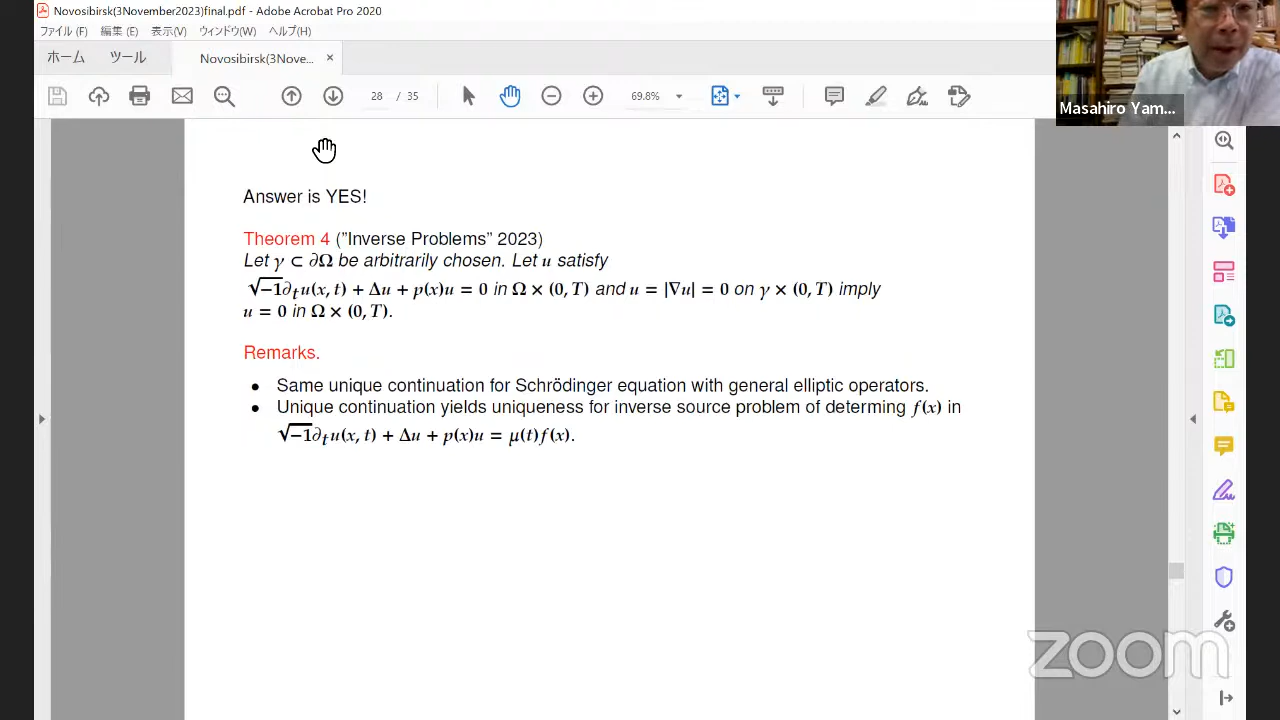 Novosibirsk(3November2023)final.pdf - Adobe Acrobat Pro 2020
ファイル(F) 編集(E) 表示(V) ウィンドウ(W) ヘルプ(H)
ホーム ツール Novosibirsk(3Nove... ×
28 / 35 69.8%
Masahiro Yam...
Answer is YES!
Theorem 4 ("Inverse Problems" 2023)
Let γ ⊂ ∂Ω be arbitrarily chosen. Let u satisfy
√−1∂ₜu(x, t) + Δu + p(x)u = 0 in Ω × (0, T) and u = |∇u| = 0 on γ × (0, T) imply
u = 0 in Ω × (0, T).
Remarks.
• Same unique continuation for Schrödinger equation with general elliptic operators.
• Unique continuation yields uniqueness for inverse source problem of determing f(x) in
√−1∂ₜu(x, t) + Δu + p(x)u = μ(t)f(x).
zoom